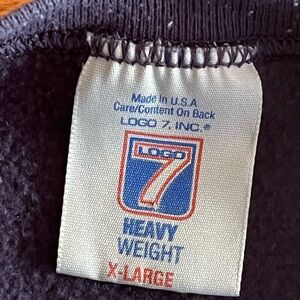 Made In U.S.A
Care/Content On Back
LOGO 7, INC.®
LOGO
7
HEAVY
WEIGHT
X-LARGE